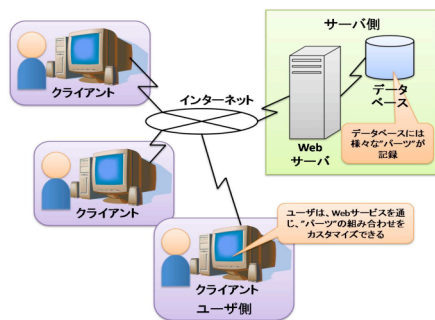 サーバ側
クライアント
インターネット
Web
サーバ
データ
ベース
データベースには
様々な"パーツ"が
記録
クライアント
ユーザは、Webサービスを通
じ、"パーツ"の組み合わせを
カスタマイズできる
クライアント
ユーザ側